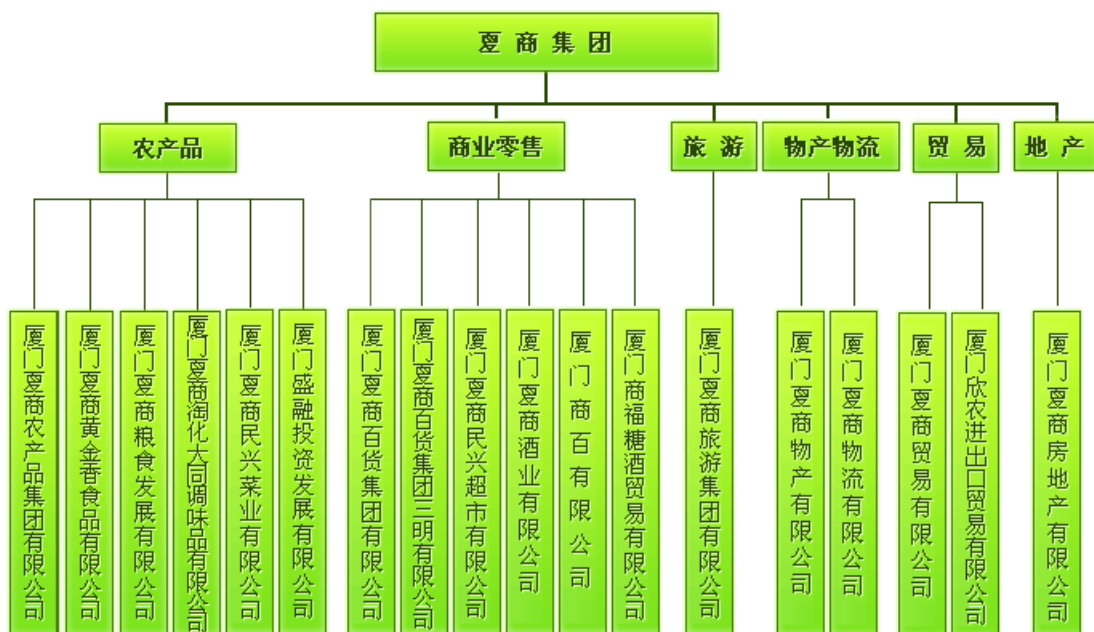 夏商集团
农产品
商业零售
旅游
物产物流
贸易
地产
厦门夏商农产品集团有限公司
厦门夏商黄金香食品有限公司
厦门夏商粮食发展有限公司
厦门夏商淘化大同调味品有限公司
厦门夏商民兴菜业有限公司
厦门盛融投资发展有限公司
厦门夏商百货集团有限公司
厦门夏商百货集团三明有限公司
厦门夏商民兴超市有限公司
厦门夏商酒业有限公司
厦门商百有限公司
厦门商福糖酒贸易有限公司
厦门夏商旅游集团有限公司
厦门夏商物产有限公司
厦门夏商物流有限公司
厦门夏商贸易有限公司
厦门欣农进出口贸易有限公司
厦门夏商房地产有限公司